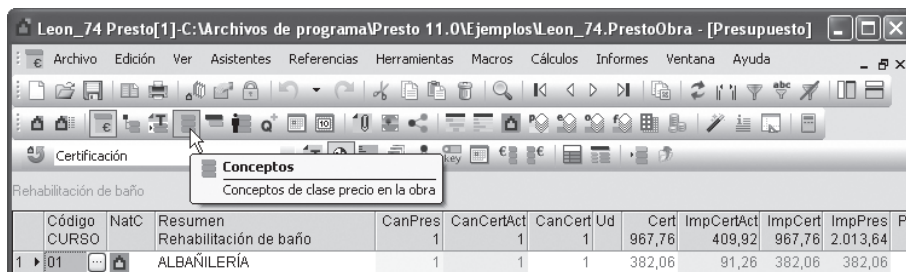 Leon_74 Presto[1]-C:\Archivos de programa\Presto 11.0\Ejemplos\Leon_74.PrestoObra - [Presupuesto]
Archivo Edición Ver Asistentes Referencias Herramientas Macros Cálculos Informes Ventana Ayuda
abc
10
Certificación
key
Conceptos
Conceptos de clase precio en la obra
Rehabilitación de baño
Código NatC Resumen CanPres CanCertAct CanCert Ud Cert ImpCertAct ImpCert ImpPres P
CURSO Rehabilitación de baño 1 1 1 967,76 409,92 967,76 2.013,64
1 01 ... ALBAÑILERÍA 1 1 1 382,06 91,26 382,06 382,06